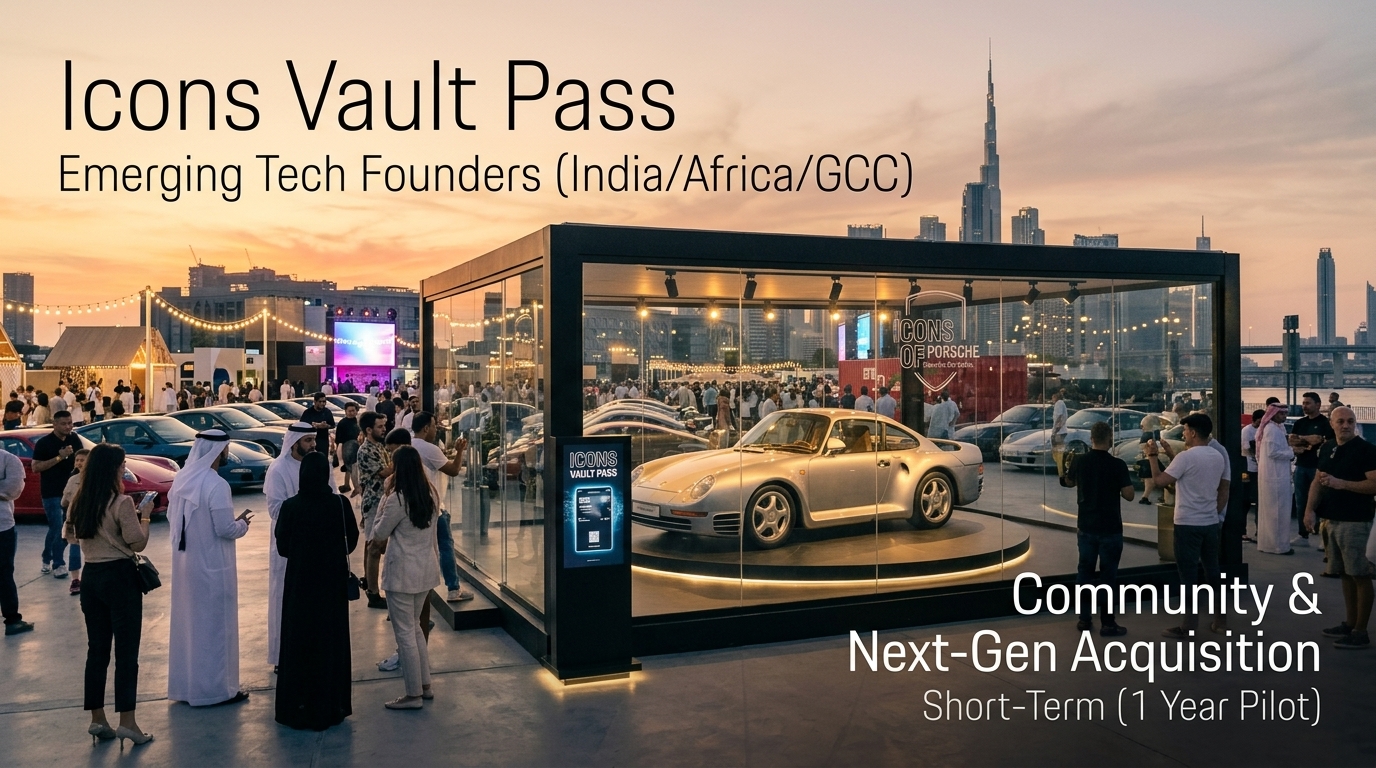 Icons Vault Pass
Emerging Tech Founders (India/Africa/GCC)
ICONS
OF PORSCHE
ICONS
VAULT PASS
Community &
Next-Gen Acquisition
Short-Term (1 Year Pilot)